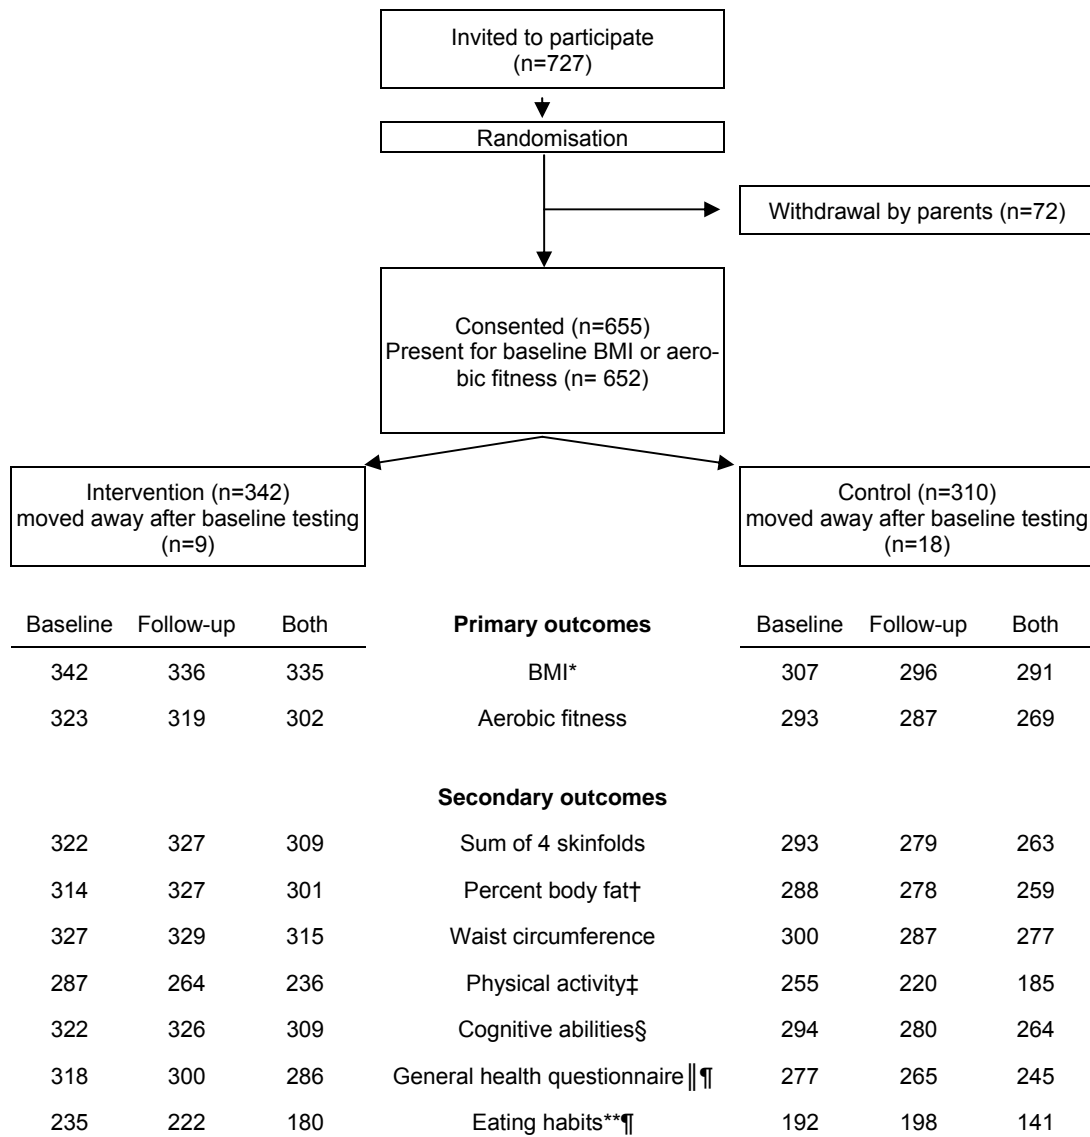 Invited to participate
(n=727)
Randomisation
Withdrawal by parents (n=72)
Consented (n=655)
Present for baseline BMI or aero-
bic fitness (n= 652)
Intervention (n=342)
moved away after baseline testing
(n=9)
Control (n=310)
moved away after baseline testing
(n=18)
Baseline Follow-up Both Primary outcomes Baseline Follow-up Both
342 336 335 BMI* 307 296 291
323 319 302 Aerobic fitness 293 287 269
Secondary outcomes
322 327 309 Sum of 4 skinfolds 293 279 263
314 327 301 Percent body fat† 288 278 259
327 329 315 Waist circumference 300 287 277
287 264 236 Physical activity‡ 255 220 185
322 326 309 Cognitive abilities§ 294 280 264
318 300 286 General health questionnaire║¶ 277 265 245
235 222 180 Eating habits**¶ 192 198 141